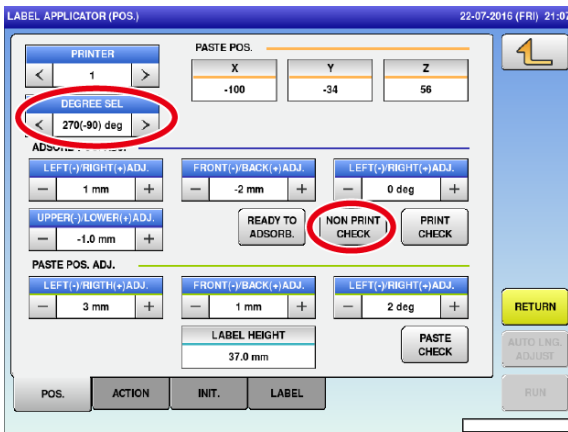 LABEL APPLICATOR (POS.) 22-07-2016 (FRI) 21:07
PRINTER
< 1 >
DEGREE SEL
< 270(-90) deg >
PASTE POS.
X Y Z
-100 -34 56
LEFT(-)/RIGHT(+)ADJ. FRONT(-)/BACK(+)ADJ. LEFT(-)/RIGHT(+)ADJ.
− 1 mm + − -2 mm + − 0 deg +
UPPER(-)/LOWER(+)ADJ.
− -1.0 mm +
READY TO
ADSORB.
NON PRINT
CHECK
PRINT
CHECK
PASTE POS. ADJ.
LEFT(-)/RIGTH(+)ADJ. FRONT(-)/BACK(+)ADJ. LEFT(-)/RIGHT(+)ADJ.
− 3 mm + − 1 mm + − 2 deg +
LABEL HEIGHT
37.0 mm
PASTE
CHECK
RETURN
AUTO LNG.
ADJUST
RUN
POS. ACTION INIT. LABEL